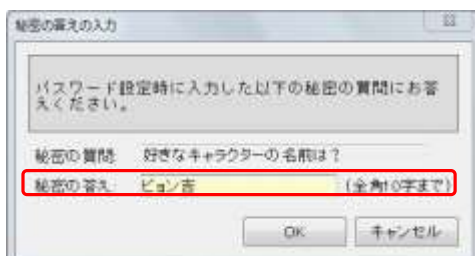 秘密の答えの入力
パスワード設定時に入力した以下の秘密の質問にお答
えください。
秘密の質問 好きなキャラクターの名前は?
秘密の答え ピョン吉 (全角10字まで)
OK キャンセル